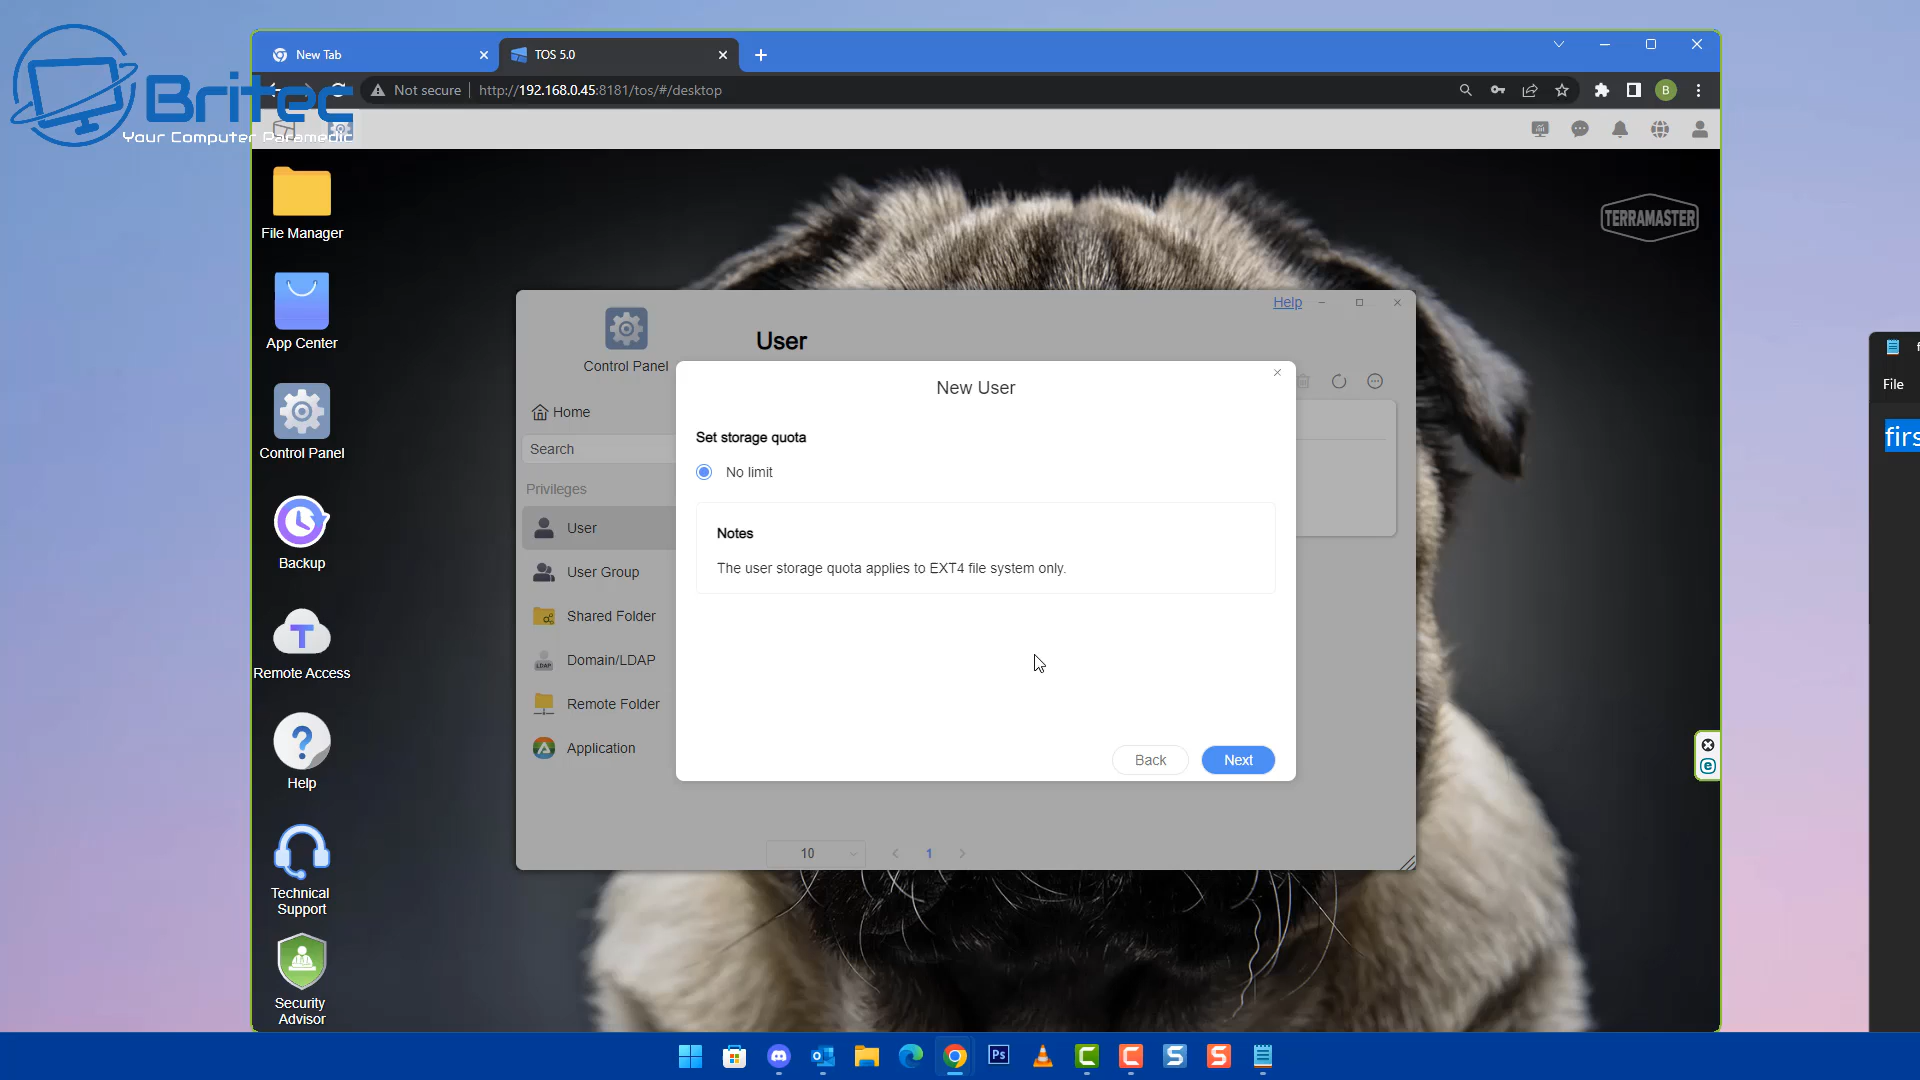 New Tab
TOS 5.0
Not secure
http://192.168.0.45:8181/tos/#/desktop
B
Britec
Your Computer Paramedic
File Manager
TERRAMASTER
App Center
Control Panel
Backup
Remote Access
Help
Technical
Support
Security
Advisor
Help
Control Panel
User
Home
Search
Privileges
User
User Group
Shared Folder
Domain/LDAP
LDAP
Remote Folder
Application
10
1
New User
Set storage quota
No limit
Notes
The user storage quota applies to EXT4 file system only.
Back
Next
File
firs
Ps